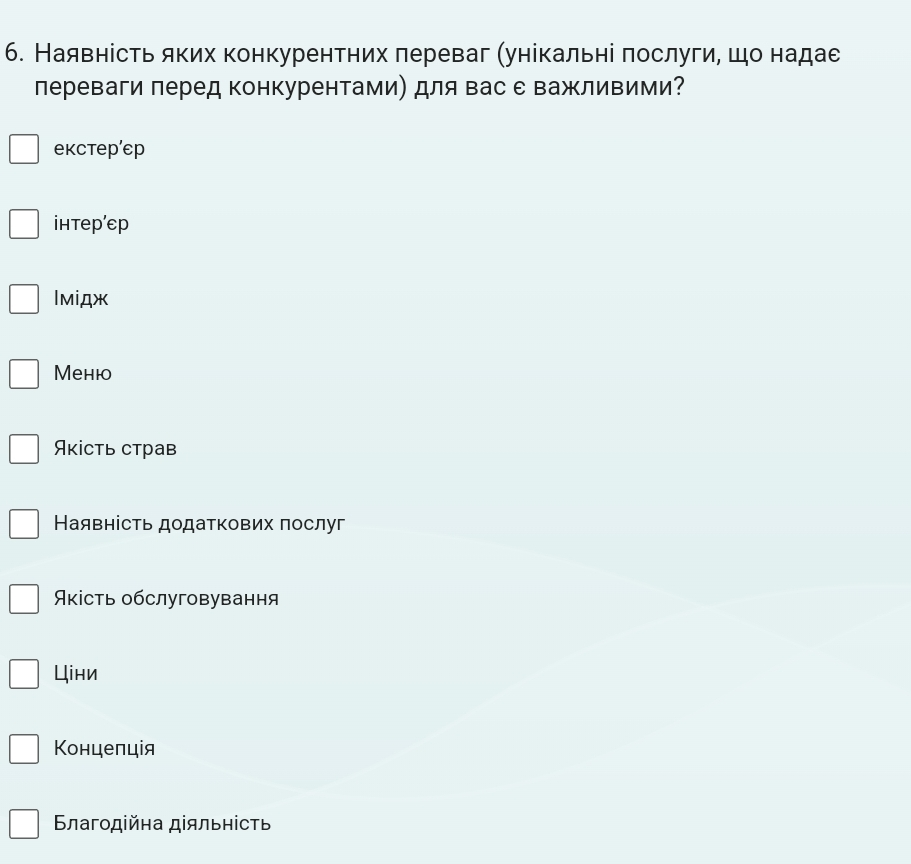 6. Наявність яких конкурентних переваг (унікальні послуги, що надає
переваги перед конкурентами) для вас є важливими?
екстер’єр
інтер’єр
Імідж
Меню
Якість страв
Наявність додаткових послуг
Якість обслуговування
Ціни
Концепція
Благодійна діяльність